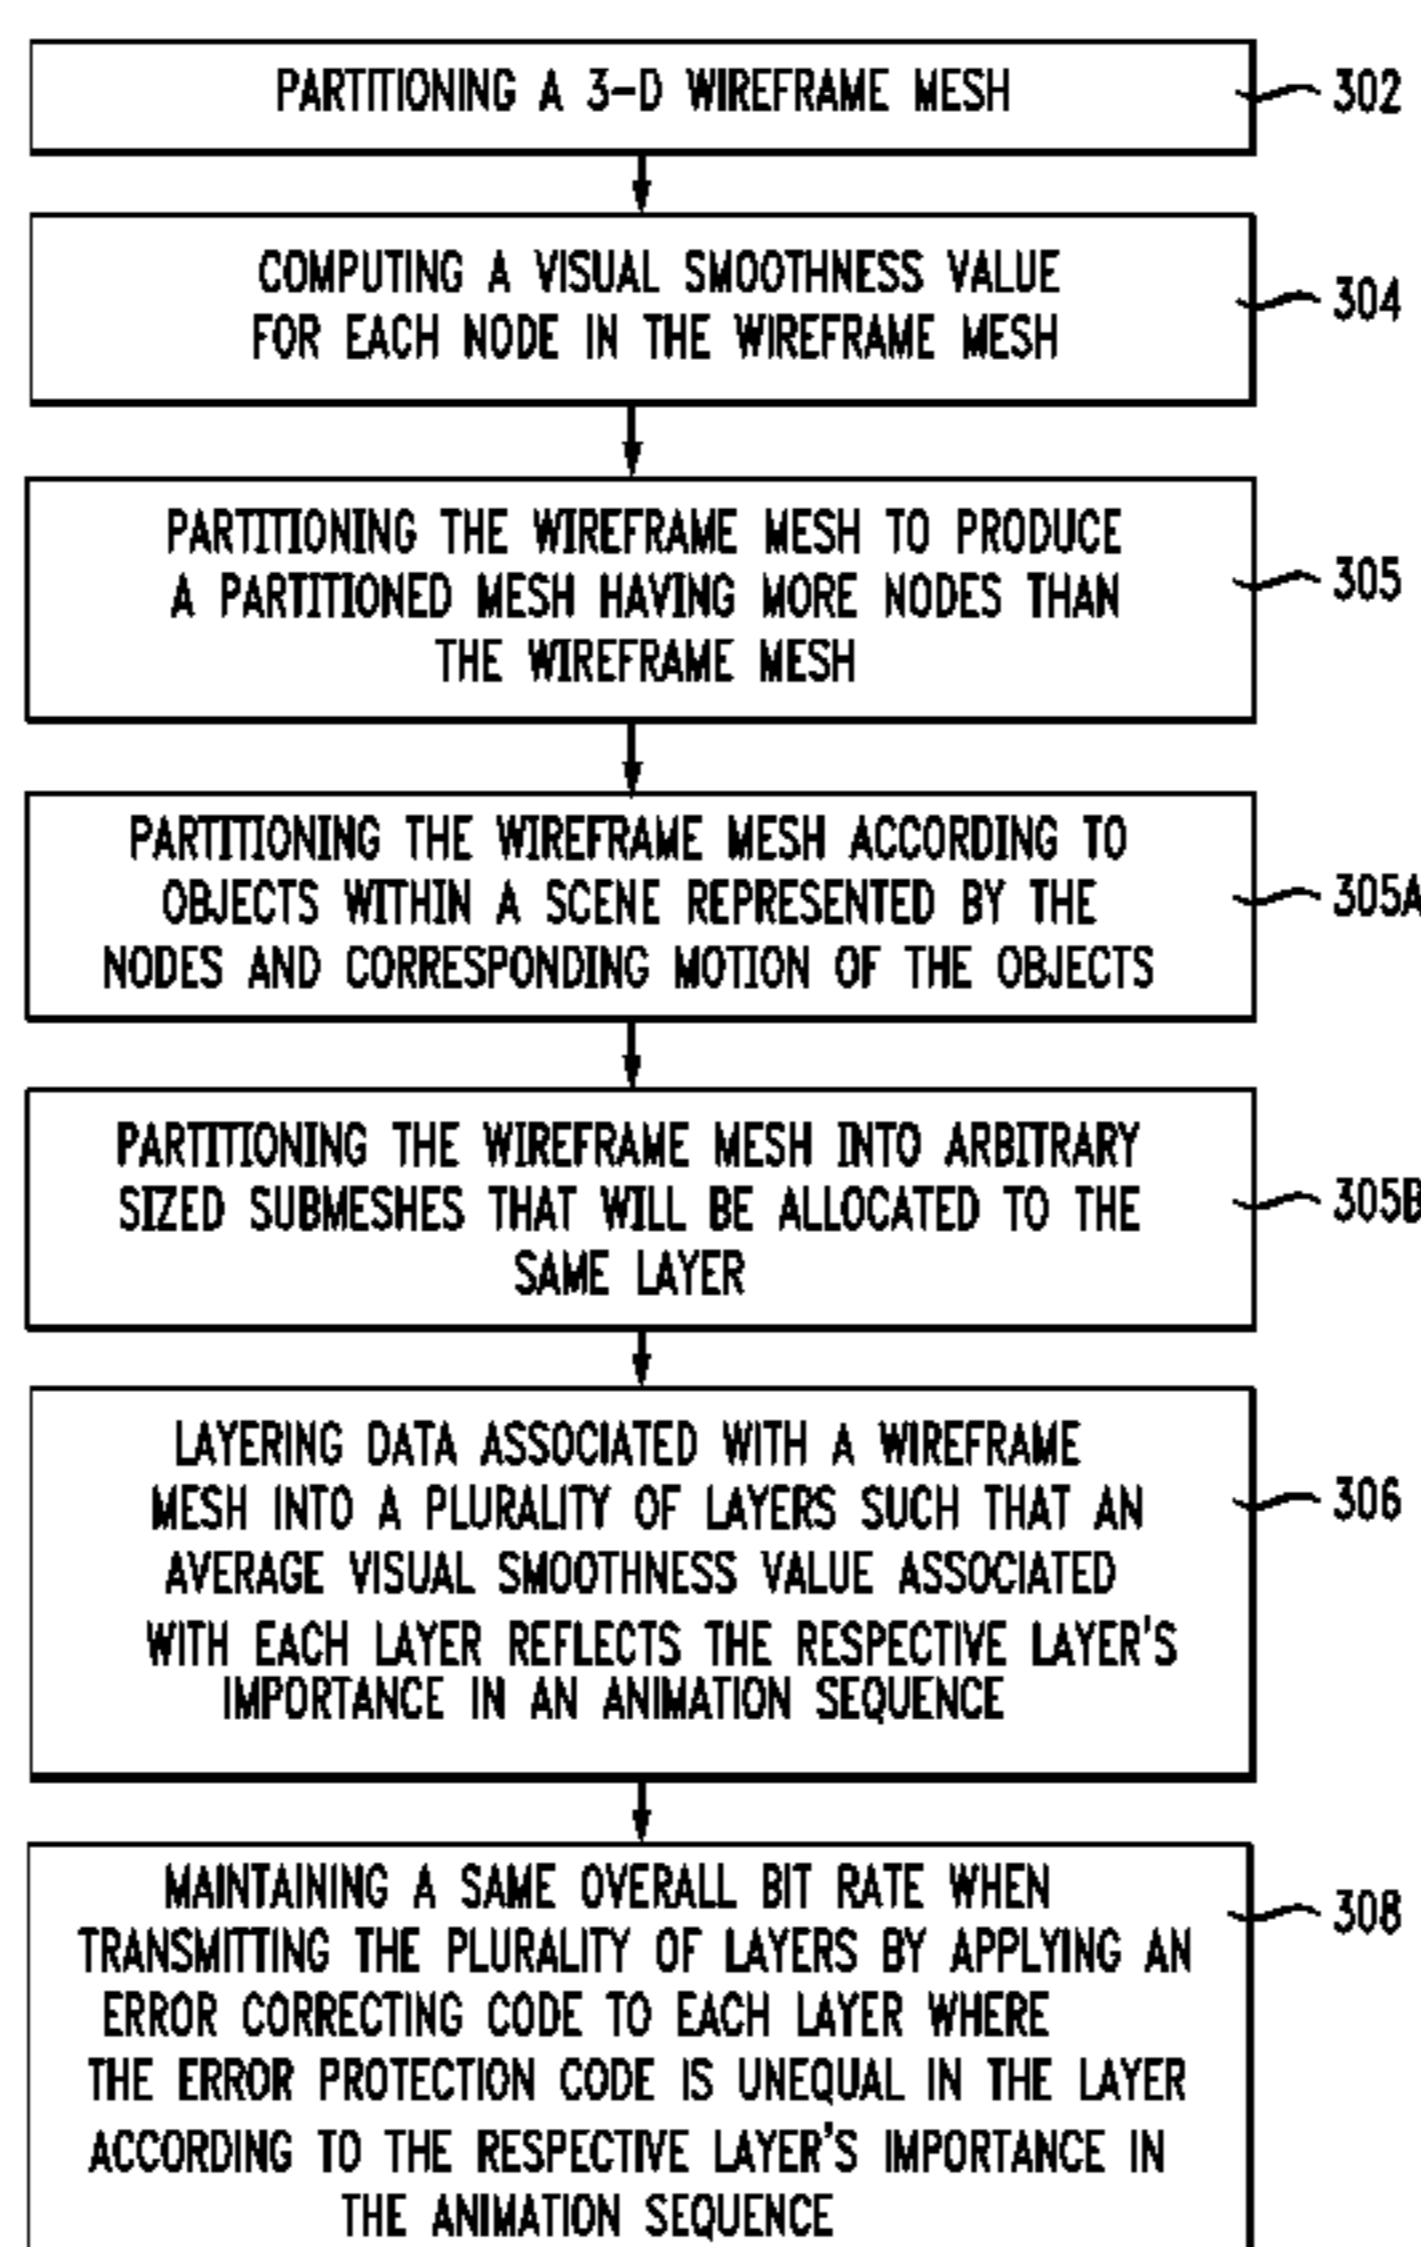 PARTITIONING A 3-D WIREFRAME MESH
302
COMPUTING A VISUAL SMOOTHNESS VALUE
FOR EACH NODE IN THE WIREFRAME MESH
304
PARTITIONING THE WIREFRAME MESH TO PRODUCE
A PARTITIONED MESH HAVING MORE NODES THAN
THE WIREFRAME MESH
305
PARTITIONING THE WIREFRAME MESH ACCORDING TO
OBJECTS WITHIN A SCENE REPRESENTED BY THE
NODES AND CORRESPONDING MOTION OF THE OBJECTS
305A
PARTITIONING THE WIREFRAME MESH INTO ARBITRARY
SIZED SUBMESHES THAT WILL BE ALLOCATED TO THE
SAME LAYER
305B
LAYERING DATA ASSOCIATED WITH A WIREFRAME
MESH INTO A PLURALITY OF LAYERS SUCH THAT AN
AVERAGE VISUAL SMOOTHNESS VALUE ASSOCIATED
WITH EACH LAYER REFLECTS THE RESPECTIVE LAYER'S
IMPORTANCE IN AN ANIMATION SEQUENCE
306
MAINTAINING A SAME OVERALL BIT RATE WHEN
TRANSMITTING THE PLURALITY OF LAYERS BY APPLYING AN
ERROR CORRECTING CODE TO EACH LAYER WHERE
THE ERROR PROTECTION CODE IS UNEQUAL IN THE LAYER
ACCORDING TO THE RESPECTIVE LAYER'S IMPORTANCE IN
THE ANIMATION SEQUENCE
308